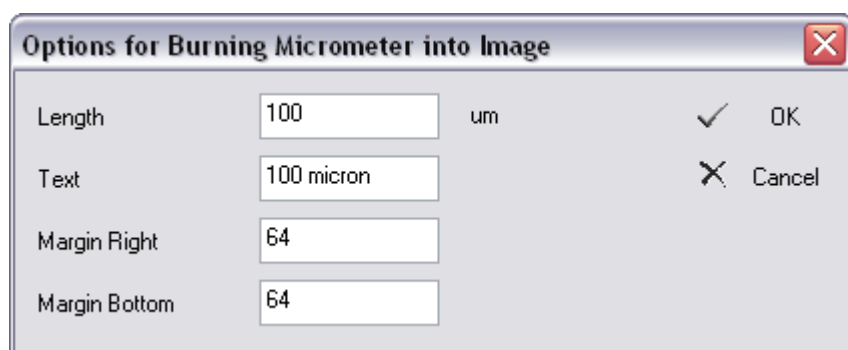 Options for Burning Micrometer into Image
Length 100 um OK
Text 100 micron Cancel
Margin Right 64
Margin Bottom 64